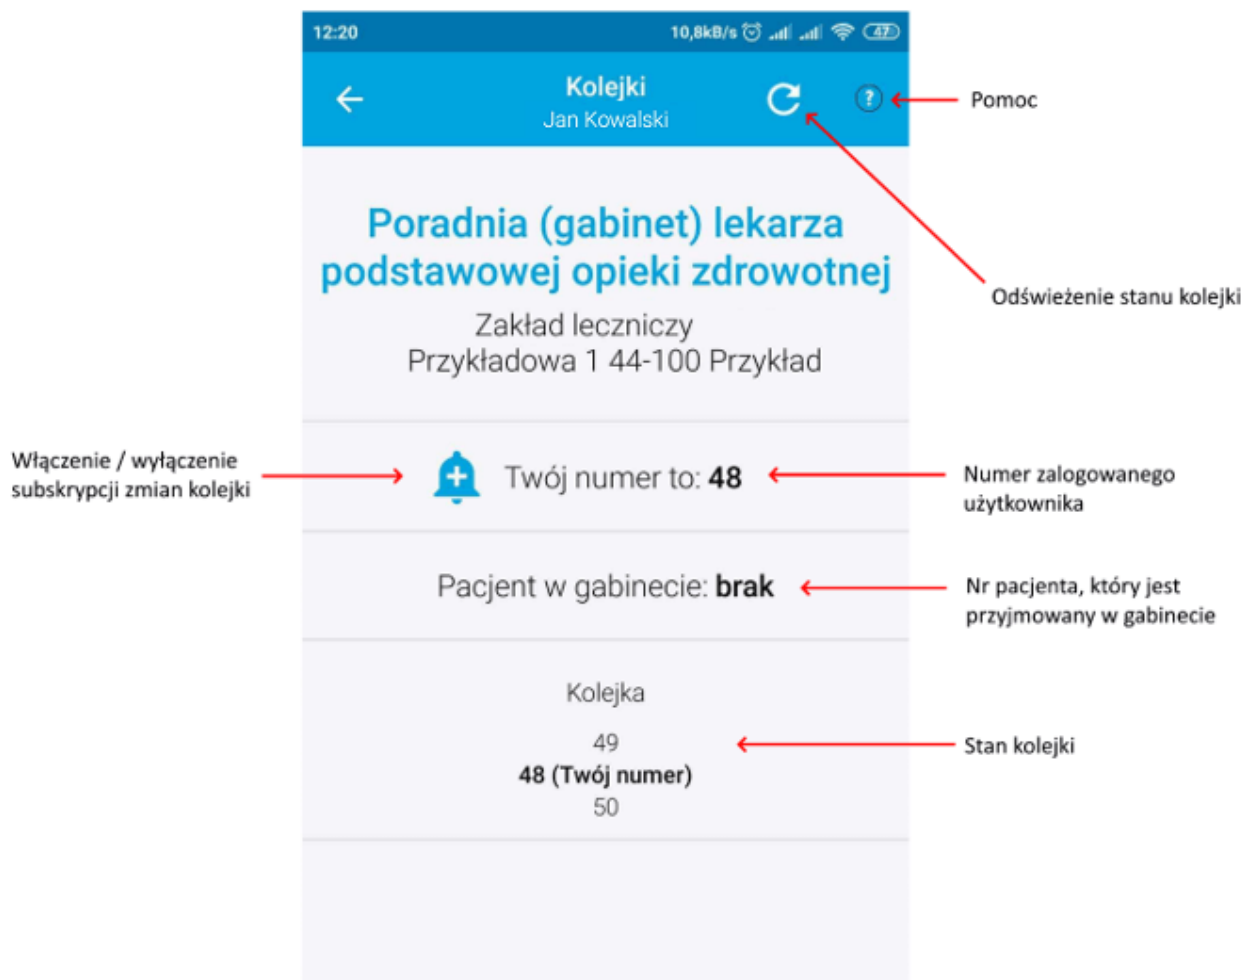 12:20
10,8kB/s
47
Kolejki
Jan Kowalski
?
Pomoc
Poradnia (gabinet) lekarza
podstawowej opieki zdrowotnej
Odświeżenie stanu kolejki
Zakład leczniczy
Przykładowa 1 44-100 Przykład
Włączenie / wyłączenie
subskrypcji zmian kolejki
Twój numer to: 48
Numer zalogowanego
użytkownika
Pacjent w gabinecie: brak
Nr pacjenta, który jest
przyjmowany w gabinecie
Kolejka
49
48 (Twój numer)
50
Stan kolejki